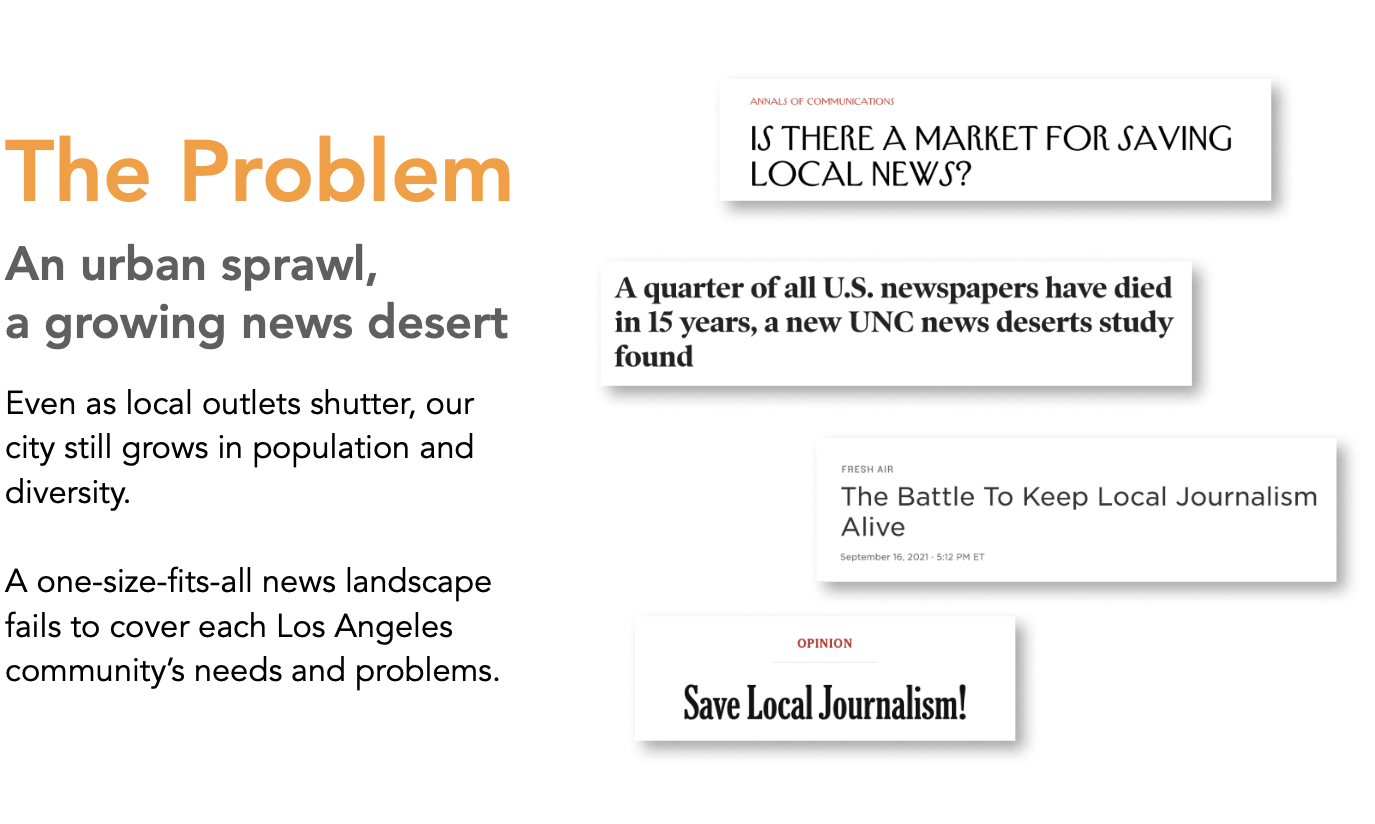 The Problem
An urban sprawl,
a growing news desert
Even as local outlets shutter, our
city still grows in population and
diversity.
A one-size-fits-all news landscape
fails to cover each Los Angeles
community’s needs and problems.
ANNALS OF COMMUNICATIONS
IS THERE A MARKET FOR SAVING
LOCAL NEWS?
A quarter of all U.S. newspapers have died
in 15 years, a new UNC news deserts study
found
FRESH AIR
The Battle To Keep Local Journalism
Alive
September 16, 2021 · 5:12 PM ET
OPINION
Save Local Journalism!